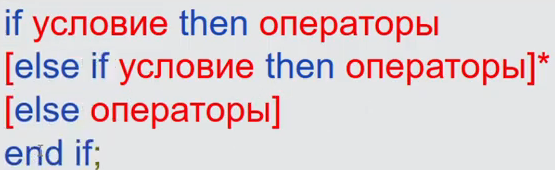 if условие then операторы
[else if условие then операторы]*
[else операторы]
end if;